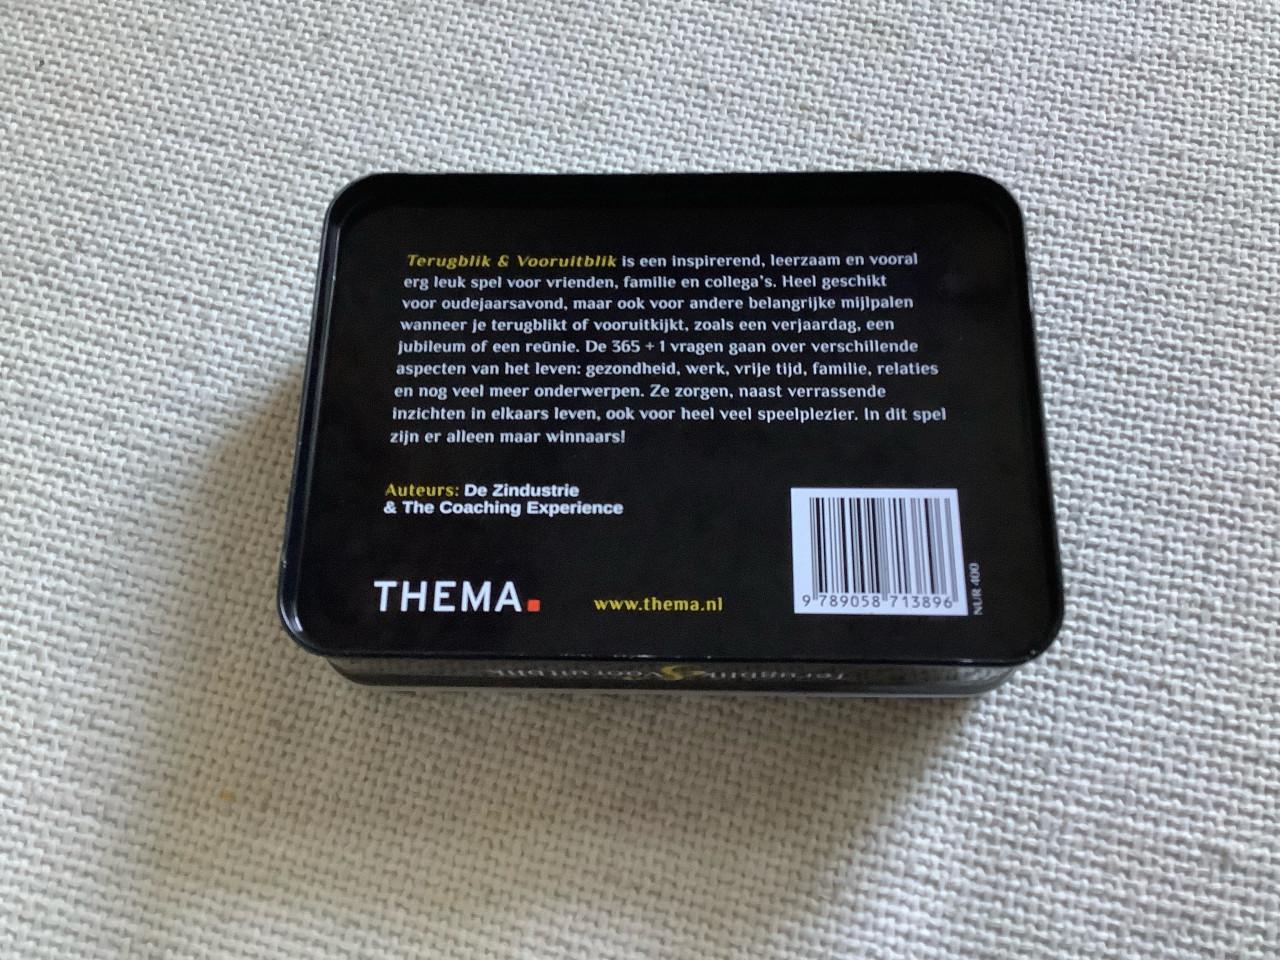 Terugblik & Vooruitblik is een inspirerend, leerzaam en vooral
erg leuk spel voor vrienden, familie en collega's. Heel geschikt
voor oudejaarsavond, maar ook voor andere belangrijke mijlpalen
wanneer je terugblikt of vooruitkijkt, zoals een verjaardag, een
jubileum of een reünie. De 365 + 1 vragen gaan over verschillende
aspecten van het leven: gezondheid, werk, vrije tijd, familie, relaties
en nog veel meer onderwerpen. Ze zorgen, naast verrassende
inzichten in elkaars leven, ook voor heel veel speelplezier. In dit spel
zijn er alleen maar winnaars!
Auteurs: De Zindustrie
& The Coaching Experience
THEMA.
www.thema.nl
9 789058 713896
NUR 400
Terugblik & Vooruitblik